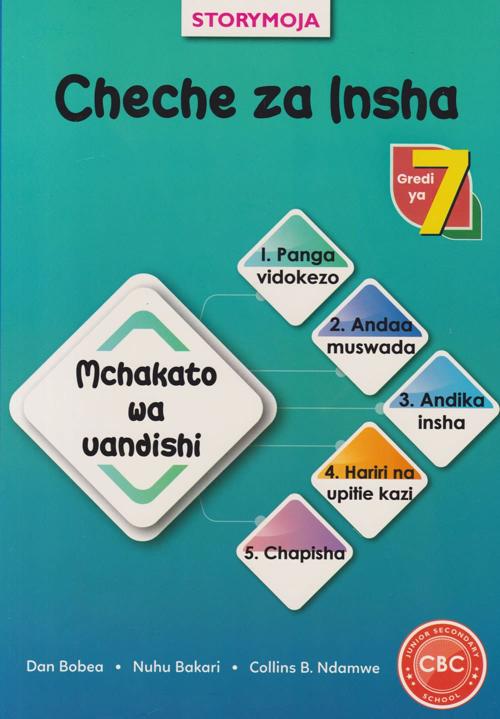 STORYMOJA
Cheche za Insha
Gredi
ya
7
1. Panga
vidokezo
2. Andaa
muswada
3. Andika
insha
Mchakato
wa
uandishi
4. Hariri na
upitie kazi
5. Chapisha
Dan Bobea • Nuhu Bakari • Collins B. Ndamwe
JUNIOR SECONDARY
CBC
SCHOOL